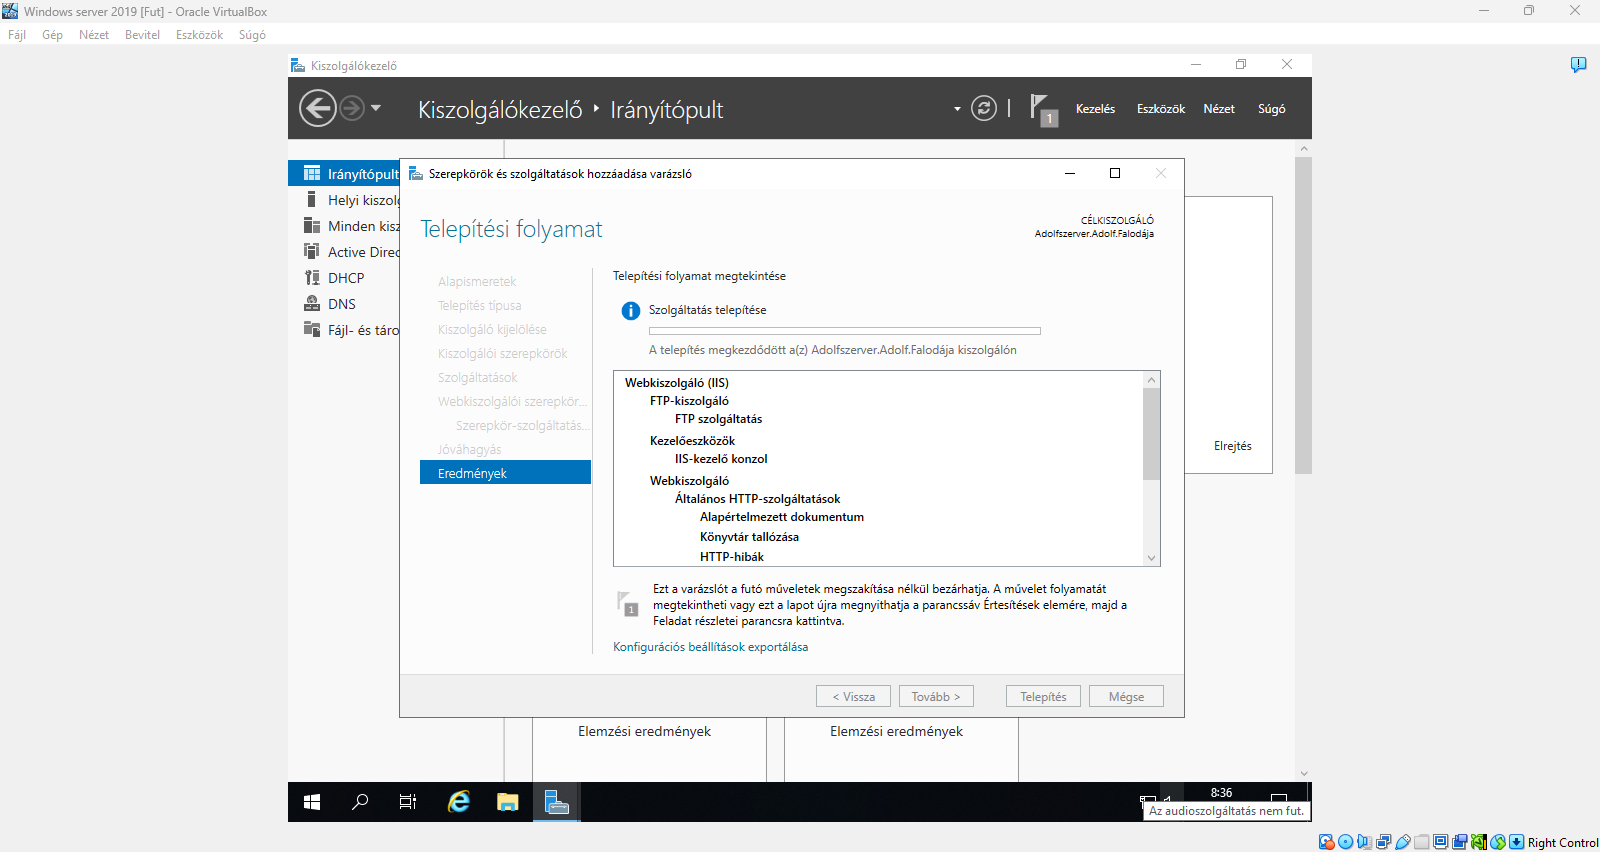 Windows server 2019 [Fut] - Oracle VirtualBox
Fájl Gép Nézet Bevitel Eszközök Súgó
Kiszolgálókezelő
Kiszolgálókezelő ‣ Irányítópult
1
Kezelés Eszközök Nézet Súgó
Irányítópult
Helyi kiszolg
Minden kisz
Active Direc
DHCP
DNS
Fájl- és táro
Szerepkörök és szolgáltatások hozzáadása varázsló
Telepítési folyamat
CÉLKISZOLGÁLÓ
Adolfszerver.Adolf.Falodája
Alapismeretek
Telepítés típusa
Kiszolgáló kijelölése
Kiszolgálói szerepkörök
Szolgáltatások
Webkiszolgálói szerepkör...
Szerepkör-szolgáltatás...
Jóváhagyás
Eredmények
Telepítési folyamat megtekintése
Szolgáltatás telepítése
A telepítés megkezdődött a(z) Adolfszerver.Adolf.Falodája kiszolgálón
Webkiszolgáló (IIS)
FTP-kiszolgáló
FTP szolgáltatás
Kezelőeszközök
IIS-kezelő konzol
Webkiszolgáló
Általános HTTP-szolgáltatások
Alapértelmezett dokumentum
Könyvtár tallózása
HTTP-hibák
1
Ezt a varázslót a futó műveletek megszakítása nélkül bezárhatja. A művelet folyamatát
megtekintheti vagy ezt a lapot újra megnyithatja a parancssáv Értesítések elemére, majd a
Feladat részletei parancsra kattintva.
Konfigurációs beállítások exportálása
< Vissza Tovább > Telepítés Mégse
Elrejtés
Elemzési eredmények
Elemzési eredmények
8:36
Az audioszolgáltatás nem fut.
Right Control